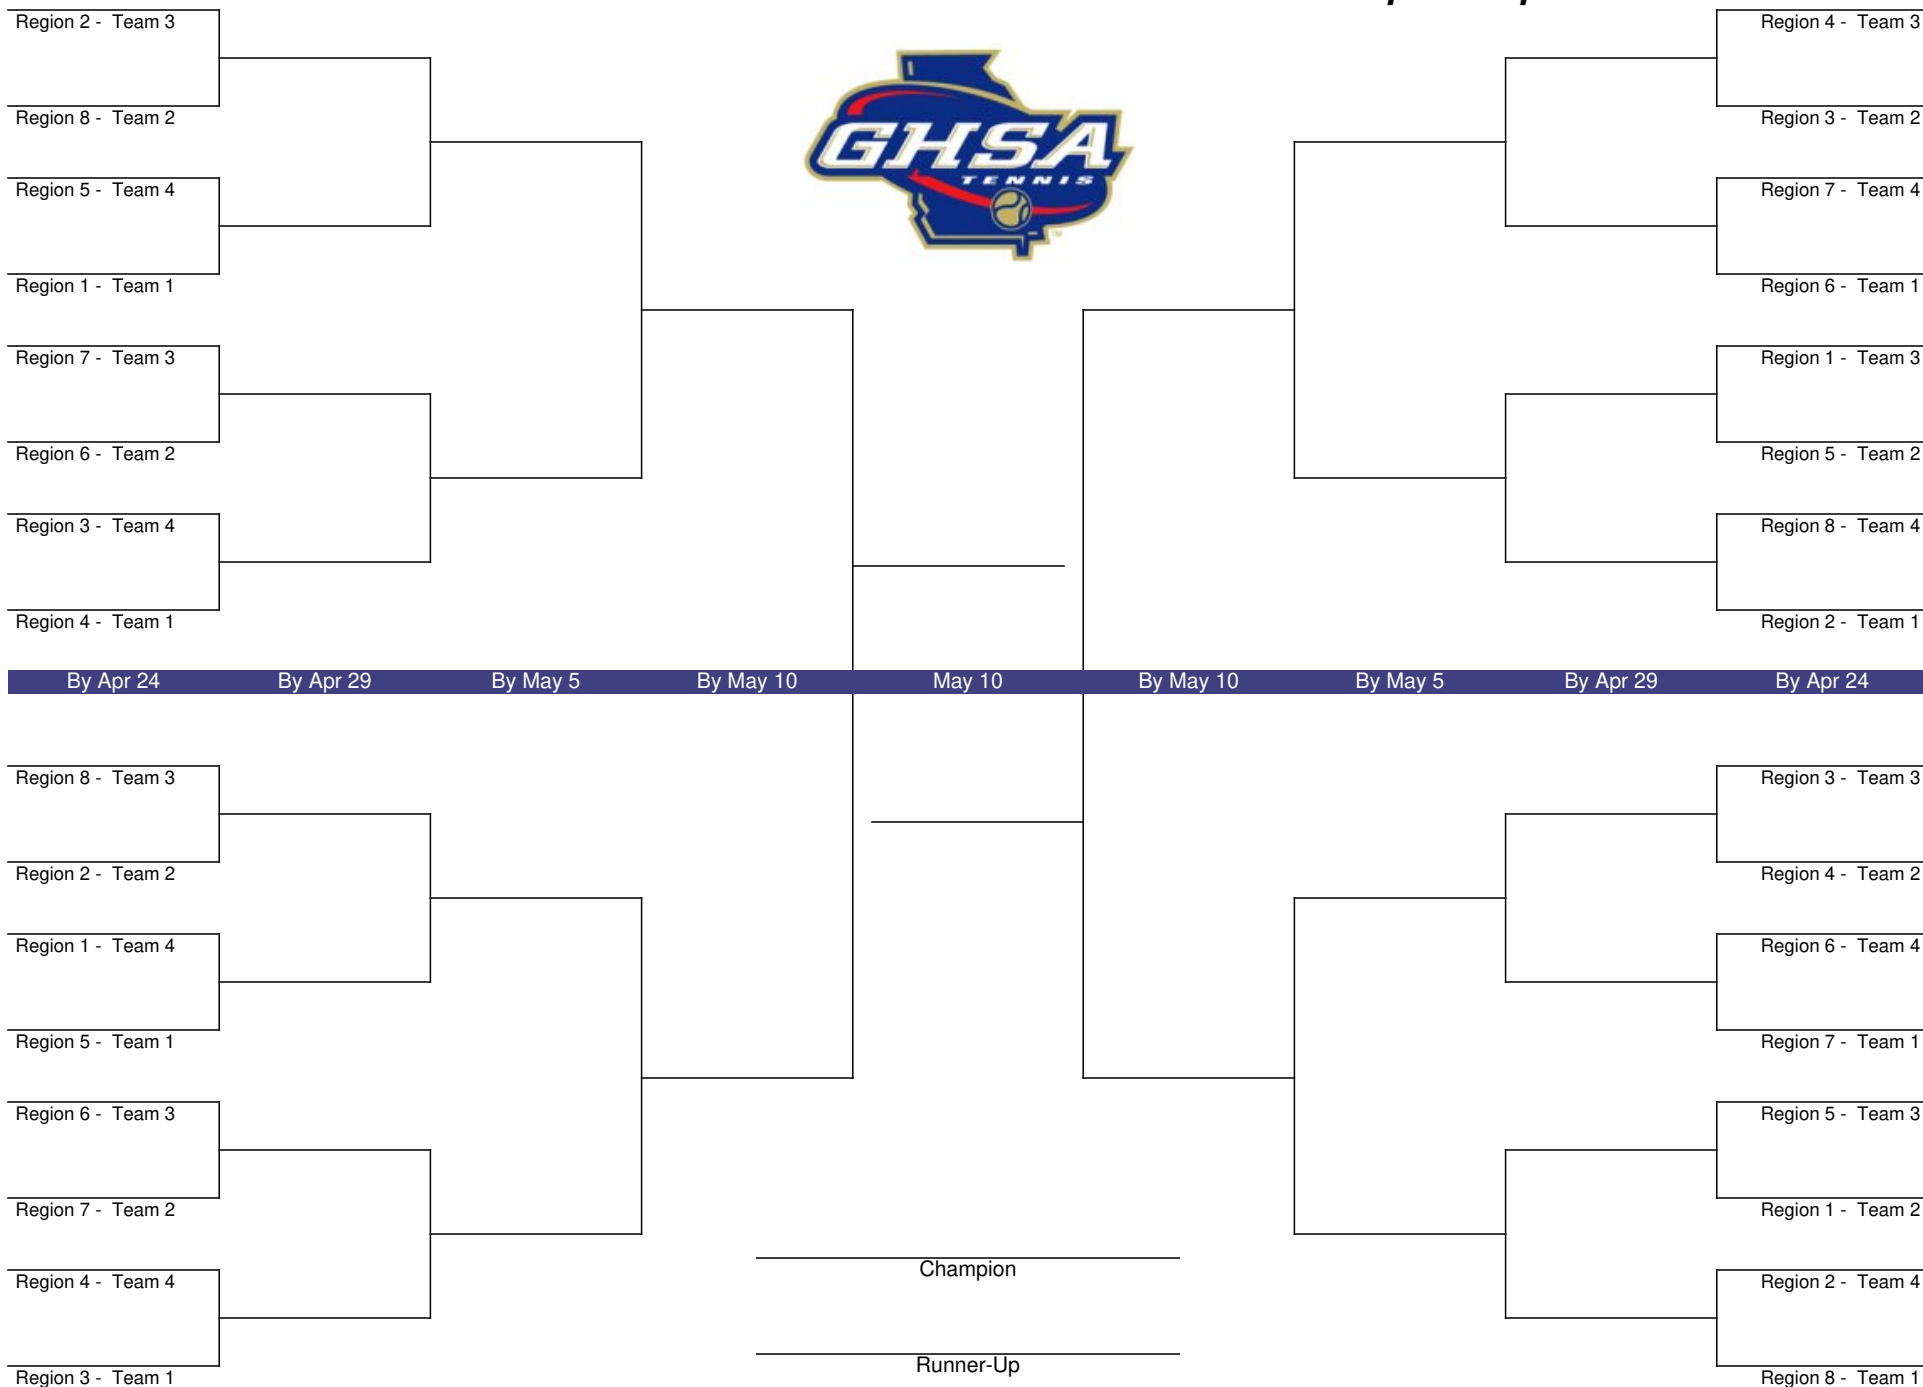 Region 2 - Team 3
Region 8 - Team 2
Region 5 - Team 4
Region 1 - Team 1
Region 7 - Team 3
Region 6 - Team 2
Region 3 - Team 4
Region 4 - Team 1
GHSA
TENNIS
TM
Region 4 - Team 3
Region 3 - Team 2
Region 7 - Team 4
Region 6 - Team 1
Region 1 - Team 3
Region 5 - Team 2
Region 8 - Team 4
Region 2 - Team 1
By Apr 24 By Apr 29 By May 5 By May 10 May 10 By May 10 By May 5 By Apr 29 By Apr 24
Region 8 - Team 3
Region 2 - Team 2
Region 1 - Team 4
Region 5 - Team 1
Region 6 - Team 3
Region 7 - Team 2
Region 4 - Team 4
Region 3 - Team 1
Champion
Runner-Up
Region 3 - Team 3
Region 4 - Team 2
Region 6 - Team 4
Region 7 - Team 1
Region 5 - Team 3
Region 1 - Team 2
Region 2 - Team 4
Region 8 - Team 1